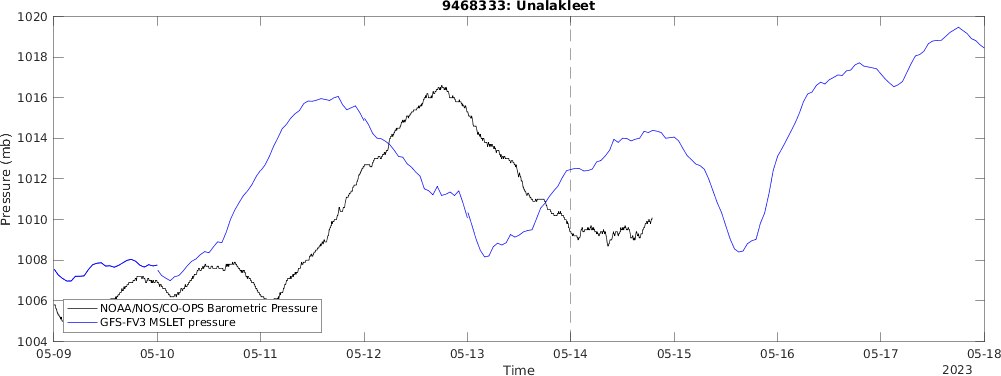 9468333: Unalakleet
Pressure (mb)
1020
1018
1016
1014
1012
1010
1008
1006
1004
NOAA/NOS/CO-OPS Barometric Pressure
GFS-FV3 MSLET pressure
05-09 05-10 05-11 05-12 05-13 05-14 05-15 05-16 05-17 05-18
Time
2023